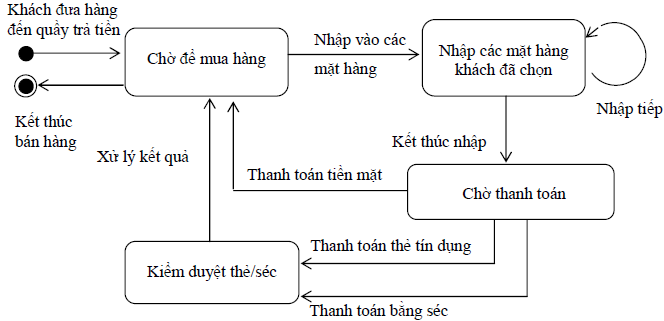 Khách đưa hàng
đến quầy trả tiền
Chờ để mua hàng
Nhập vào các
mặt hàng
Nhập các mặt hàng
khách đã chọn
Nhập tiếp
Kết thúc
bán hàng
Xử lý kết quả
Kết thúc nhập
Thanh toán tiền mặt
Chờ thanh toán
Thanh toán thẻ tín dụng
Kiểm duyệt thẻ/séc
Thanh toán bằng séc